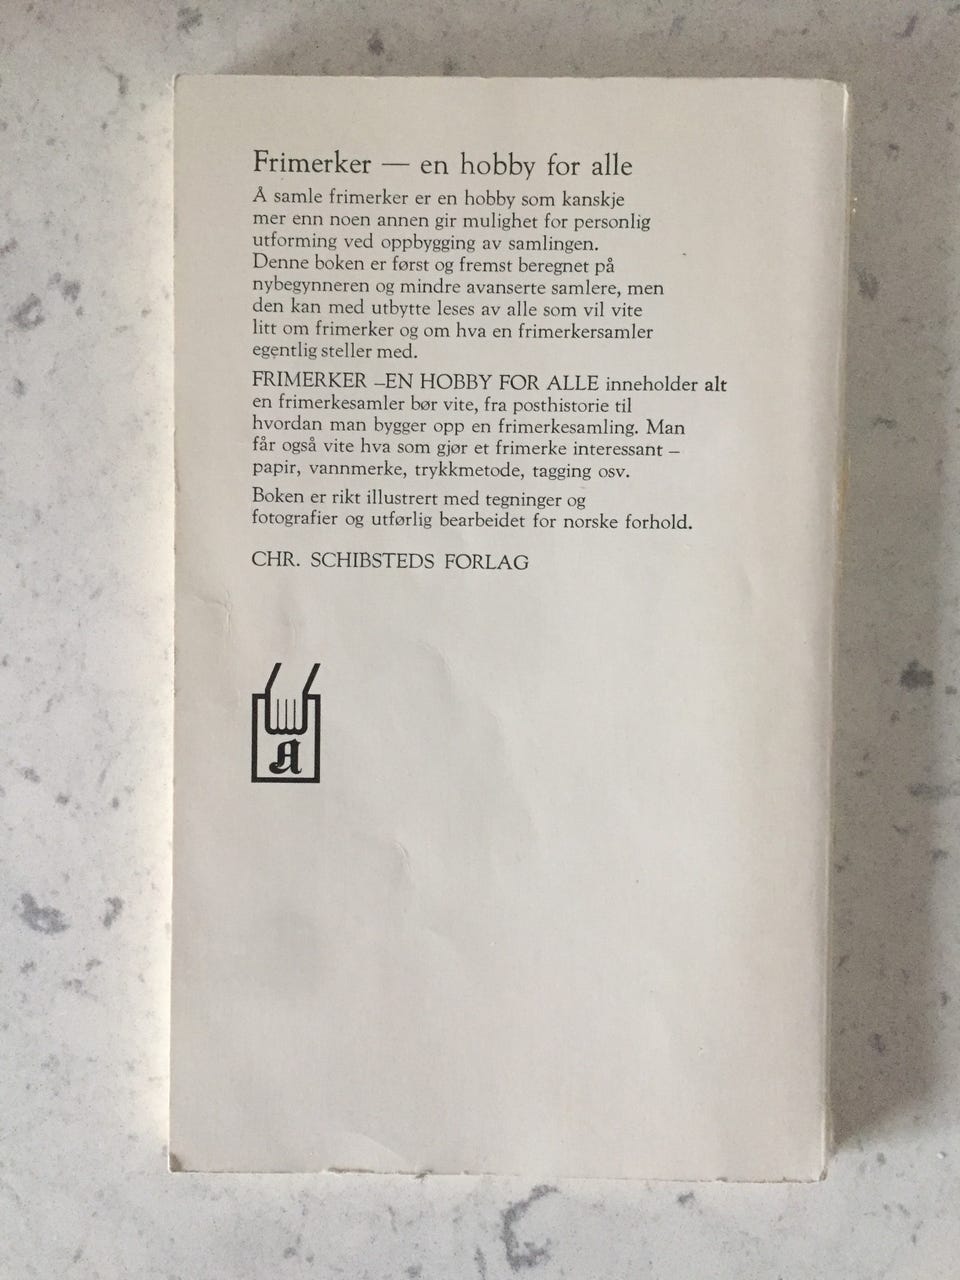 Frimerker — en hobby for alle
Å samle frimerker er en hobby som kanskje
mer enn noen annen gir mulighet for personlig
utforming ved oppbygging av samlingen.
Denne boken er først og fremst beregnet på
nybegynneren og mindre avanserte samlere, men
den kan med utbytte leses av alle som vil vite
litt om frimerker og om hva en frimerkersamler
egentlig steller med.
FRIMERKER –EN HOBBY FOR ALLE inneholder alt
en frimerkesamler bør vite, fra posthistorie til
hvordan man bygger opp en frimerkesamling. Man
får også vite hva som gjør et frimerke interessant –
papir, vannmerke, trykkmetode, tagging osv.
Boken er rikt illustrert med tegninger og
fotografier og utførlig bearbeidet for norske forhold.
CHR. SCHIBSTEDS FORLAG
A